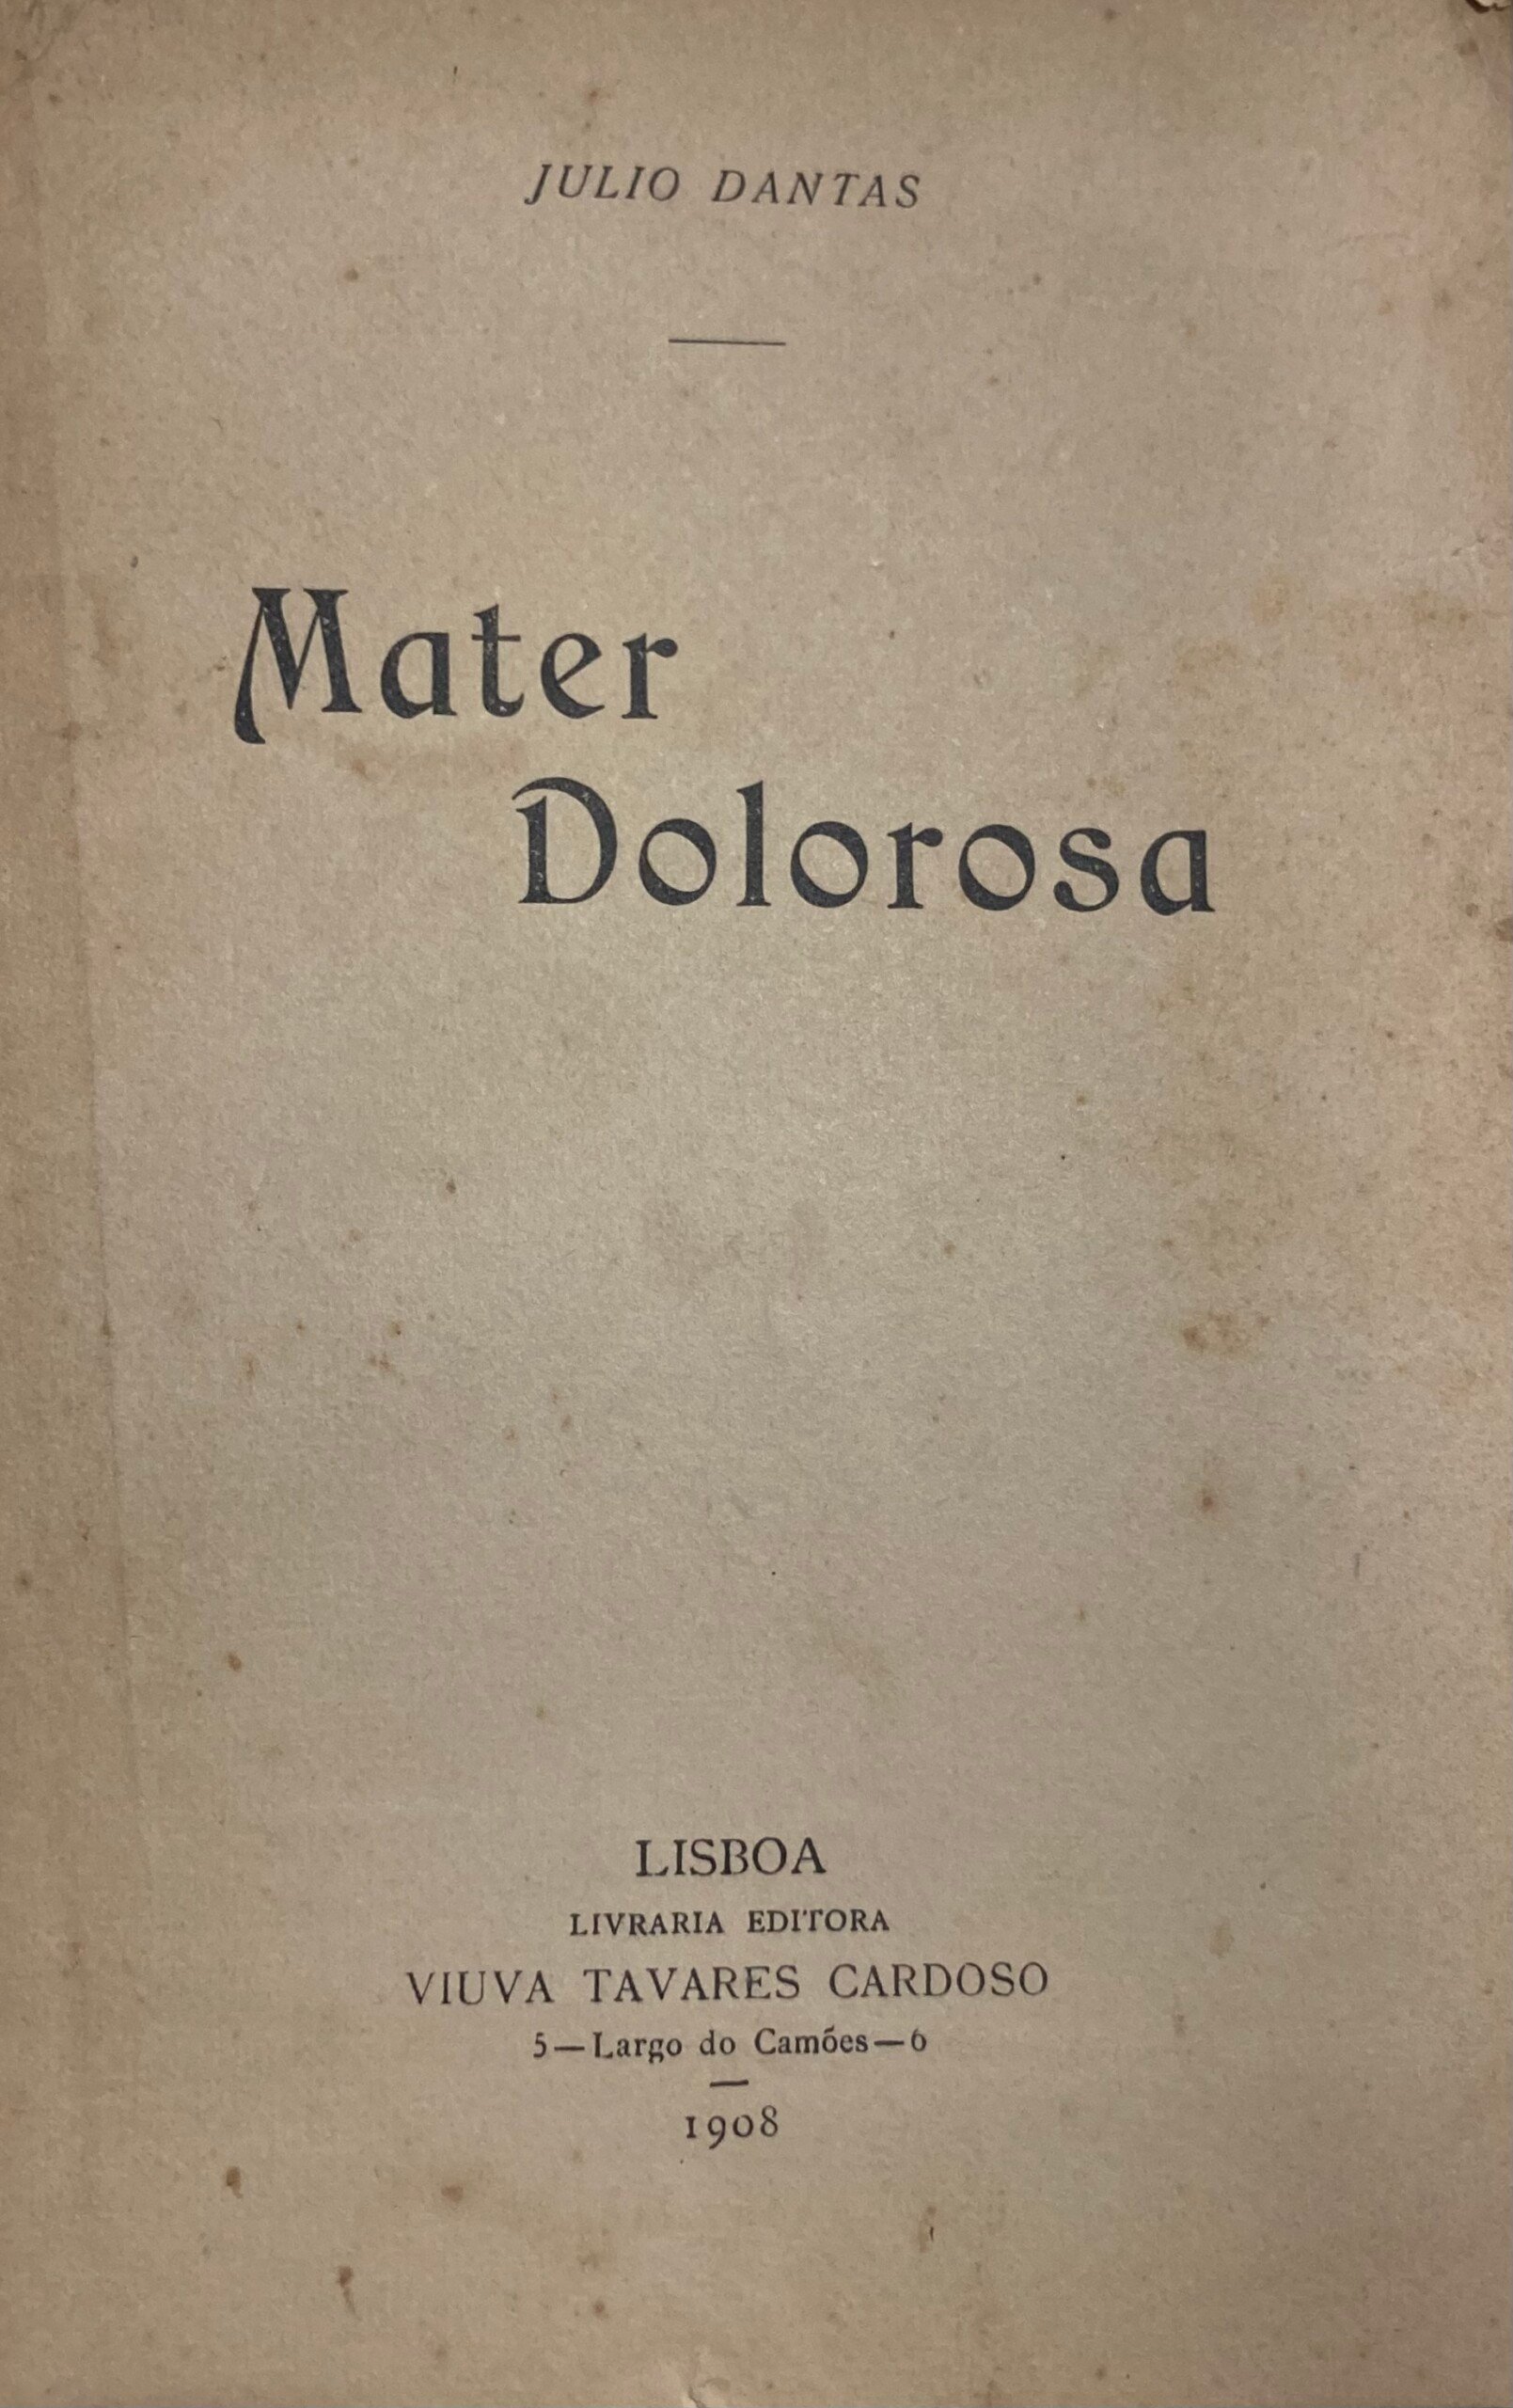 JULIO DANTAS
Mater
Dolorosa
LISBOA
LIVRARIA EDITORA
VIUVA TAVARES CARDOSO
5—Largo do Camões—6
1908